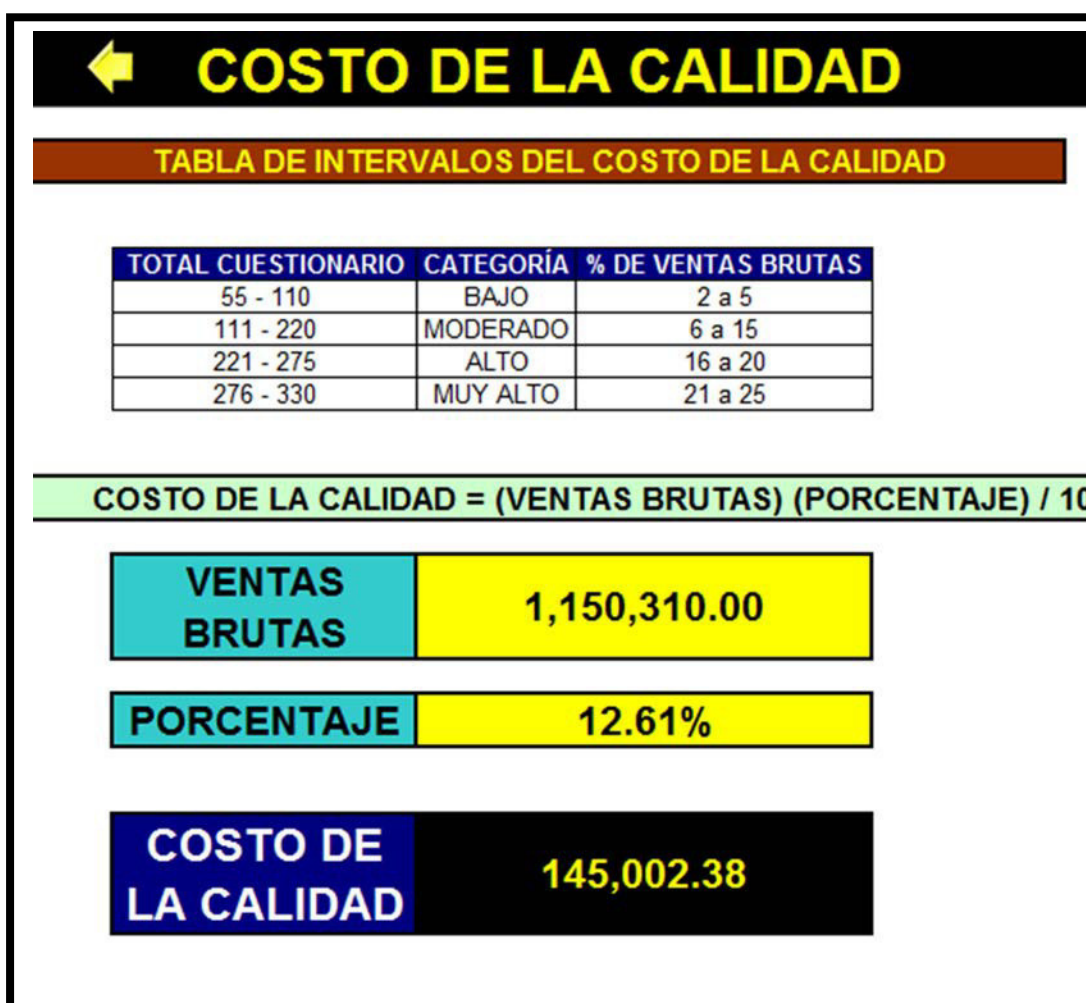 COSTO DE LA CALIDAD
TABLA DE INTERVALOS DEL COSTO DE LA CALIDAD
TOTAL CUESTIONARIO CATEGORÍA % DE VENTAS BRUTAS
55 - 110 BAJO 2 a 5
111 - 220 MODERADO 6 a 15
221 - 275 ALTO 16 a 20
276 - 330 MUY ALTO 21 a 25
COSTO DE LA CALIDAD = (VENTAS BRUTAS) (PORCENTAJE) / 10
VENTAS
BRUTAS
1,150,310.00
PORCENTAJE 12.61%
COSTO DE
LA CALIDAD
145,002.38